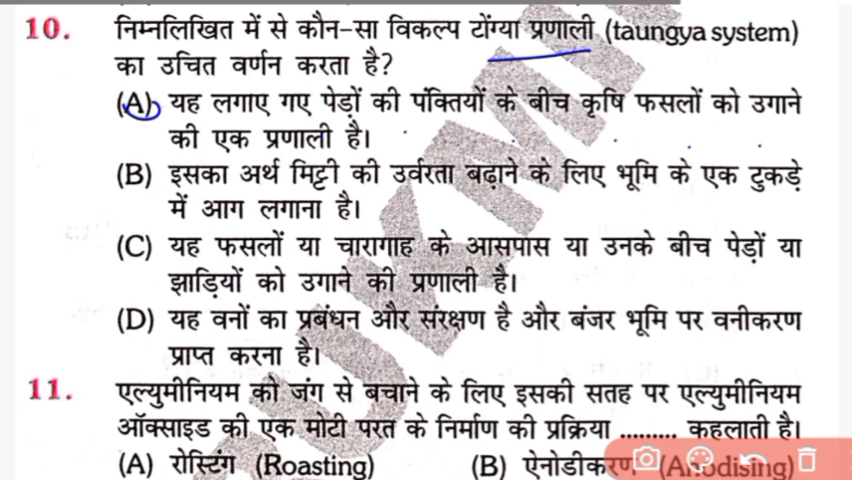 10. निम्नलिखित में से कौन-सा विकल्प टोंग्या प्रणाली (taungya system)
का उचित वर्णन करता है?
(A) यह लगाए गए पेड़ों की पंक्तियों के बीच कृषि फसलों को उगाने
की एक प्रणाली है।
(B) इसका अर्थ मिट्टी की उर्वरता बढ़ाने के लिए भूमि के एक टुकड़े
में आग लगाना है।
(C) यह फसलों या चारागाह के आसपास या उनके बीच पेड़ों या
झाड़ियों को उगाने की प्रणाली है।
(D) यह वनों का प्रबंधन और संरक्षण है और बंजर भूमि पर वनीकरण
प्राप्त करना है।
11. एल्युमीनियम को जंग से बचाने के लिए इसकी सतह पर एल्युमीनियम
ऑक्साइड की एक मोटी परत के निर्माण की प्रक्रिया ......... कहलाती है।
(A) रोस्टिंग (Roasting) (B) ऐनोडीकरण (Anodising)